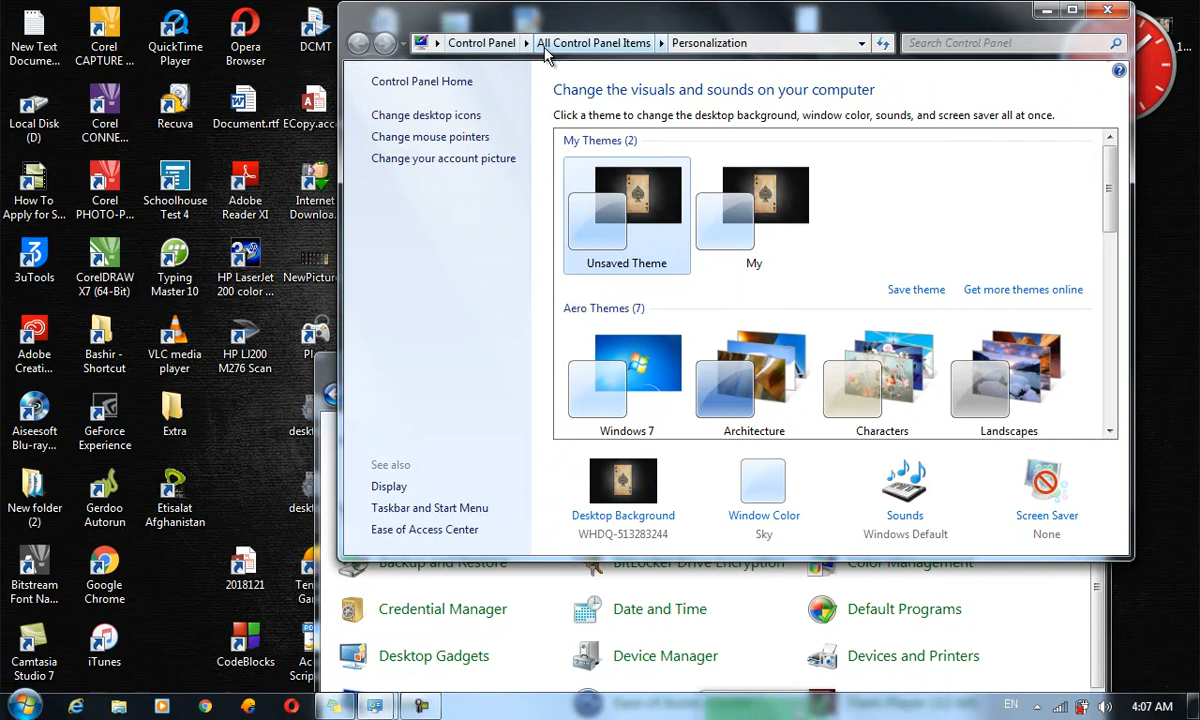 New Text
Docume...
Corel
CAPTURE ...
QuickTime
Player
Opera
Browser
DCMT
Local Disk
(D)
Corel
CONNE...
Recuva
Document.rtf
ECopy.acc
How To
Apply for S...
Corel
PHOTO-P...
Schoolhouse
Test 4
Adobe
Reader XI
Internet
Downloa...
3uTools
CorelDRAW
X7 (64-Bit)
Typing
Master 10
HP LaserJet
200 color ...
NewPicture
Adobe
Creati...
Bashir -
Shortcut
VLC media
player
HP LJ200
M276 Scan
Aiseesoft
Blu-ray...
GeForce
Experience
Extra
New folder
(2)
Gerdoo
Autorun
Etisalat
Afghanistan
Bitstream
Font Na...
Google
Chrome
2018121
Camtasia
Studio 7
iTunes
CodeBlocks
Control Panel
All Control Panel Items
Personalization
Search Control Panel
Control Panel Home
Change desktop icons
Change mouse pointers
Change your account picture
See also
Display
Taskbar and Start Menu
Ease of Access Center
Change the visuals and sounds on your computer
Click a theme to change the desktop background, window color, sounds, and screen saver all at once.
My Themes (2)
Unsaved Theme
My
Save theme
Get more themes online
Aero Themes (7)
Windows 7
Architecture
Characters
Landscapes
Desktop Background
WHDQ-513283244
Window Color
Sky
Sounds
Windows Default
Screen Saver
None
Backup and Restore
BitLocker Drive Encryption
Color Management
Credential Manager
Date and Time
Default Programs
Desktop Gadgets
Device Manager
Devices and Printers
EN
4:07 AM